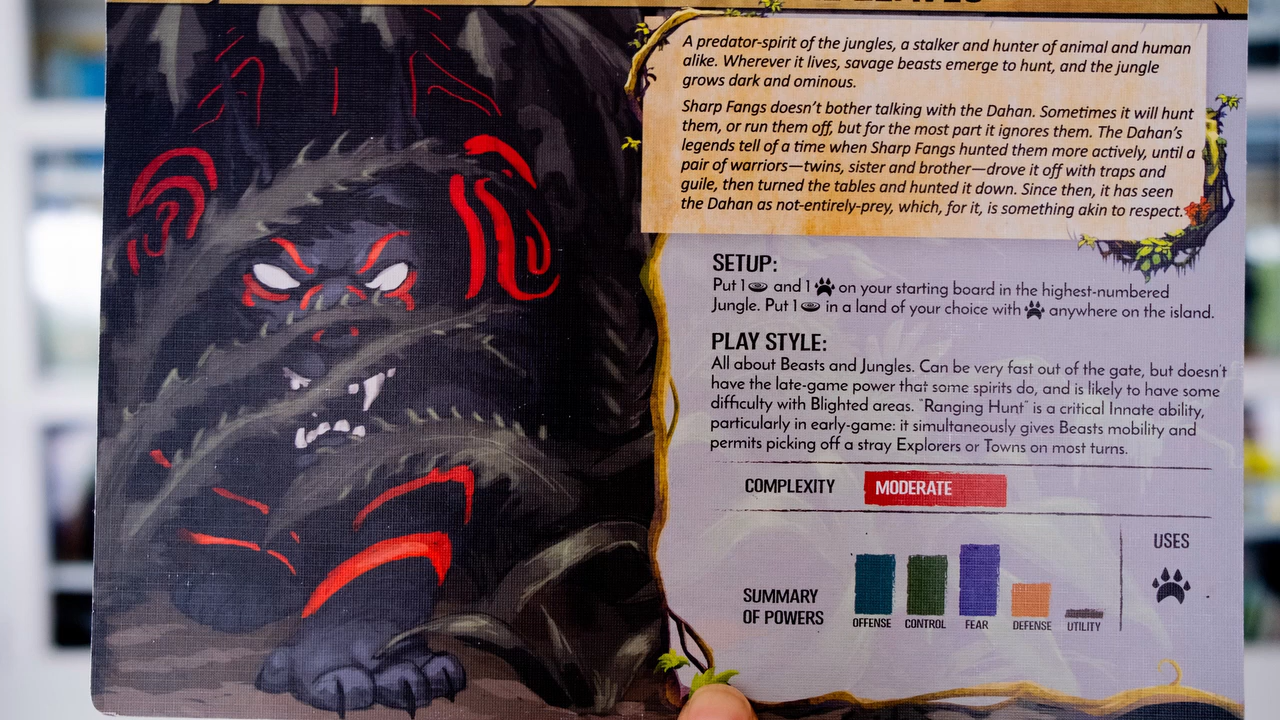 A predator-spirit of the jungles, a stalker and hunter of animal and human
alike. Wherever it lives, savage beasts emerge to hunt, and the jungle
grows dark and ominous.
Sharp Fangs doesn't bother talking with the Dahan. Sometimes it will hunt
them, or run them off, but for the most part it ignores them. The Dahan's
legends tell of a time when Sharp Fangs hunted them more actively, until a
pair of warriors—twins, sister and brother—drove it off with traps and
guile, then turned the tables and hunted it down. Since then, it has seen
the Dahan as not-entirely-prey, which, for it, is something akin to respect.
SETUP:
Put 1 and 1 on your starting board in the highest-numbered
Jungle. Put 1 in a land of your choice with anywhere on the island.
PLAY STYLE:
All about Beasts and Jungles. Can be very fast out of the gate, but doesn't
have the late-game power that some spirits do, and is likely to have some
difficulty with Blighted areas. "Ranging Hunt" is a critical Innate ability,
particularly in early-game: it simultaneously gives Beasts mobility and
permits picking off a stray Explorers or Towns on most turns.
COMPLEXITY MODERATE
USES
SUMMARY
OF POWERS
OFFENSE CONTROL FEAR DEFENSE UTILITY